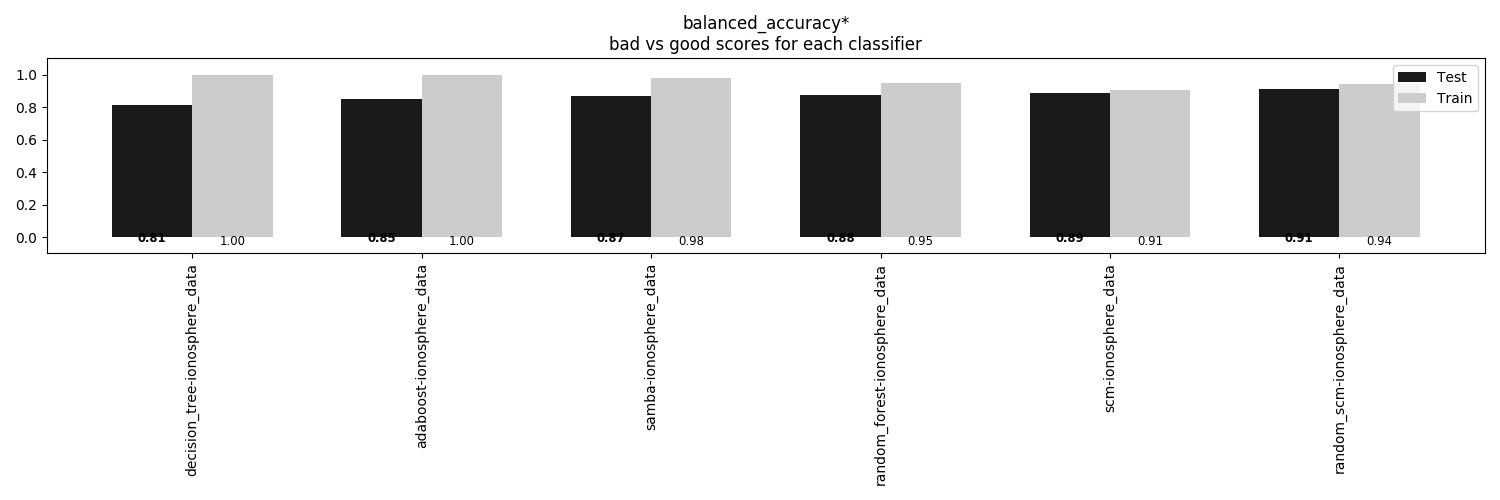 balanced_accuracy*
bad vs good scores for each classifier
Test
Train
1.0
0.8
0.6
0.4
0.2
0.0
0.81 1.00 0.85 1.00 0.87 0.98 0.88 0.95 0.89 0.91 0.91 0.94
decision_tree-ionosphere_data
adaboost-ionosphere_data
samba-ionosphere_data
random_forest-ionosphere_data
scm-ionosphere_data
random_scm-ionosphere_data